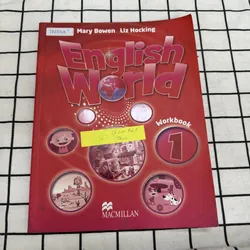 Mary Bowen Liz Hocking
English
World
Workbook
1
MACMILLAN